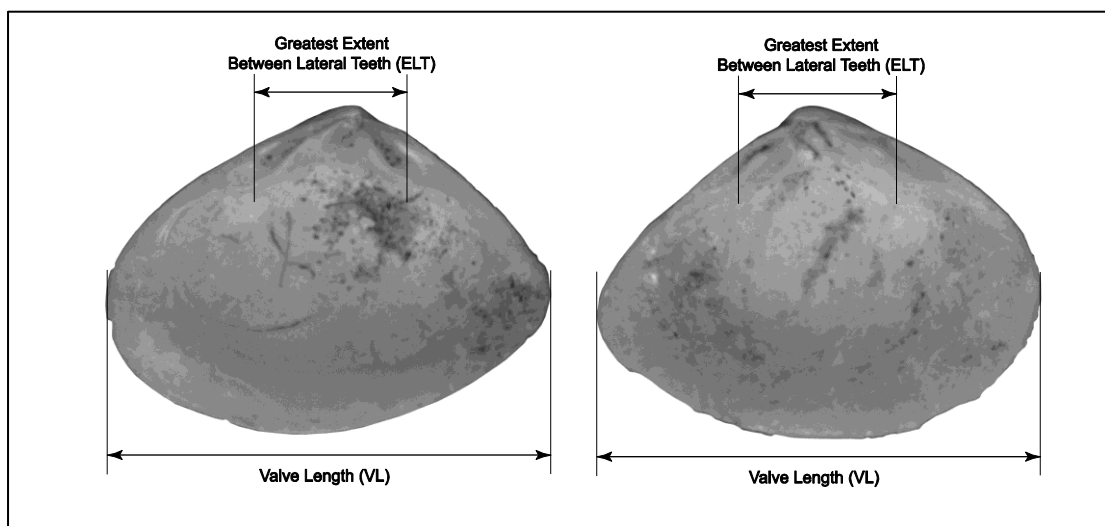 Greatest Extent
Between Lateral Teeth (ELT)
Greatest Extent
Between Lateral Teeth (ELT)
Valve Length (VL)
Valve Length (VL)